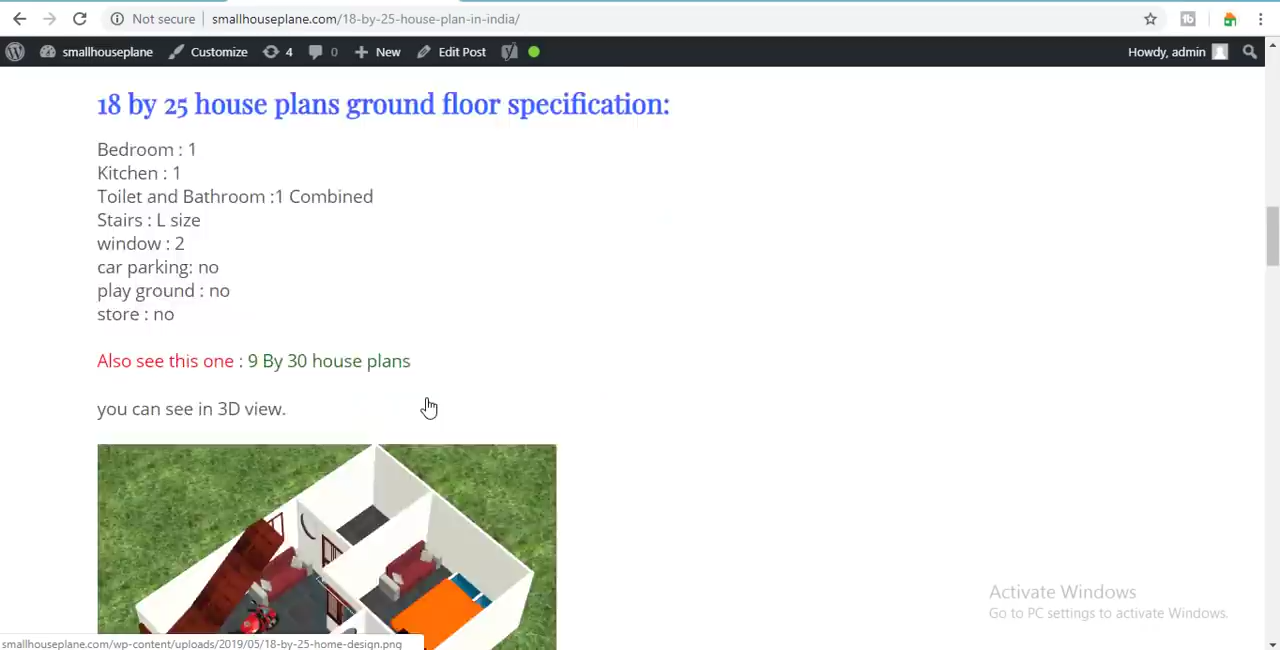 Not secure
smallhouseplane.com/18-by-25-house-plan-in-india/
smallhouseplane Customize 4 0 New Edit Post Howdy, admin
18 by 25 house plans ground floor specification:
Bedroom : 1
Kitchen : 1
Toilet and Bathroom :1 Combined
Stairs : L size
window : 2
car parking: no
play ground : no
store : no
Also see this one : 9 By 30 house plans
you can see in 3D view.
Activate Windows
Go to PC settings to activate Windows.
smallhouseplane.com/wp-content/uploads/2019/05/18-by-25-home-design.png